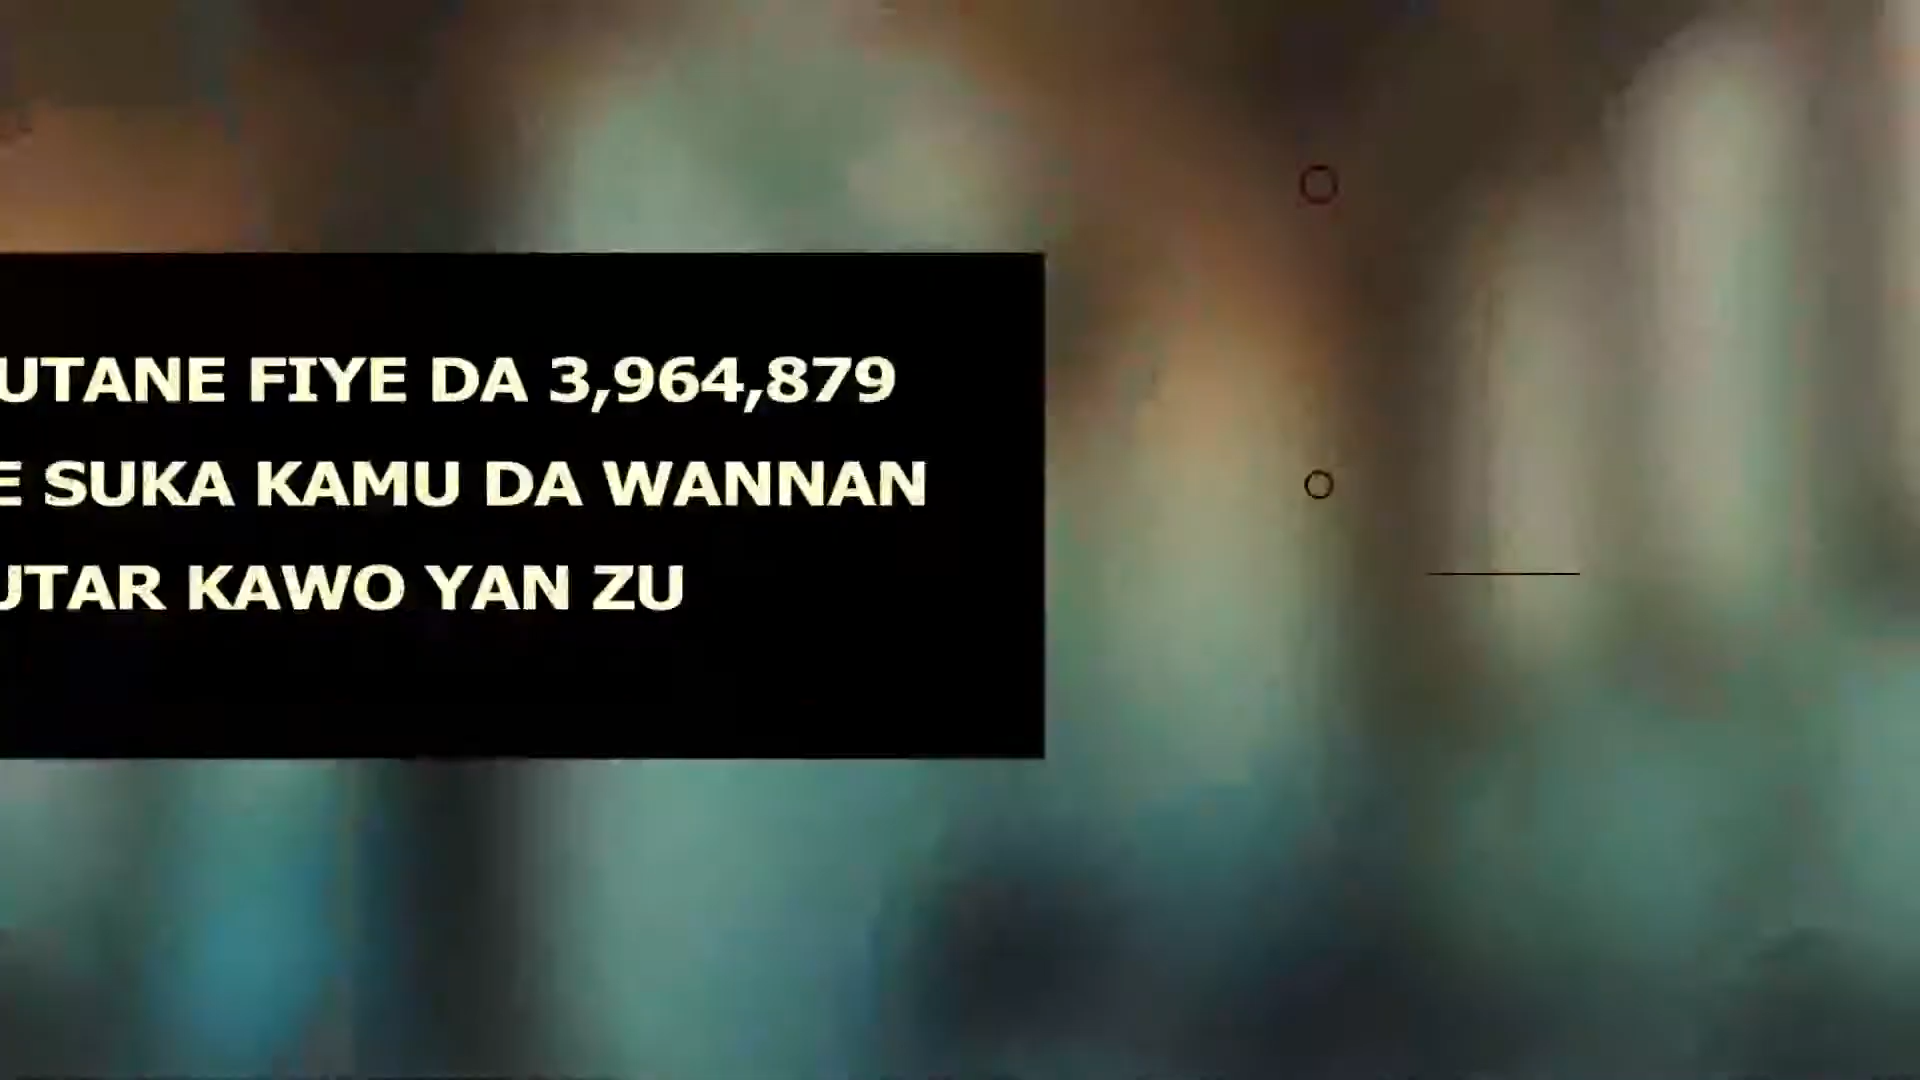 UTANE FIYE DA 3,964,879
E SUKA KAMU DA WANNAN
UTAR KAWO YAN ZU